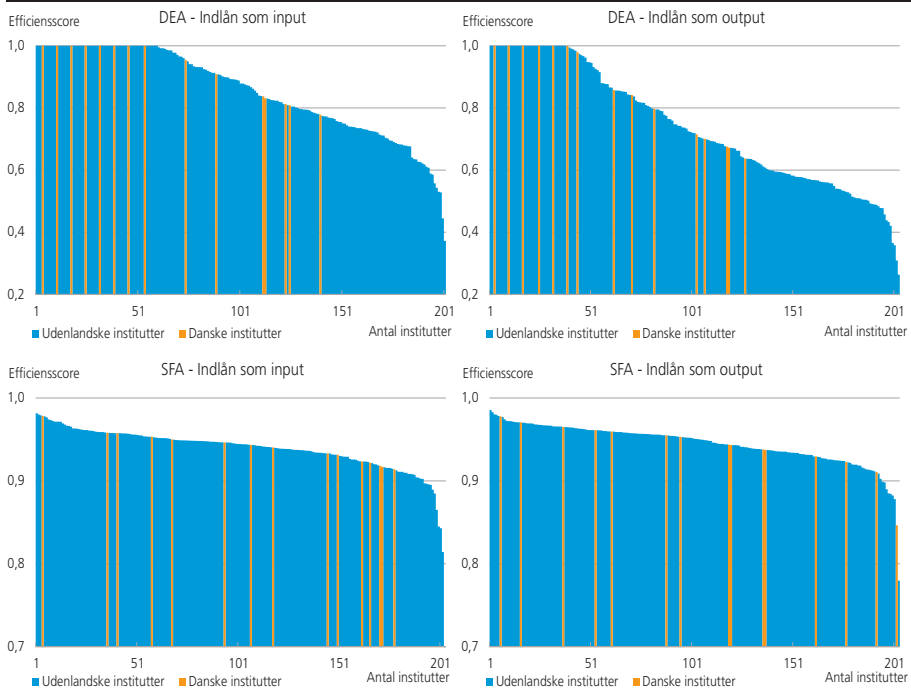 DEA - Indlån som input
Efficiensscore
1,0
0,8
0,6
0,4
0,2
1 51 101 151 201
Udenlandske institutter Danske institutter Antal institutter
DEA - Indlån som output
Efficiensscore
1,0
0,8
0,6
0,4
0,2
1 51 101 151 201
Udenlandske institutter Danske institutter Antal institutter
SFA - Indlån som input
Efficiensscore
1,0
0,9
0,8
0,7
1 51 101 151 201
Udenlandske institutter Danske institutter Antal institutter
SFA - Indlån som output
Efficiensscore
1,0
0,9
0,8
0,7
1 51 101 151 201
Udenlandske institutter Danske institutter Antal institutter